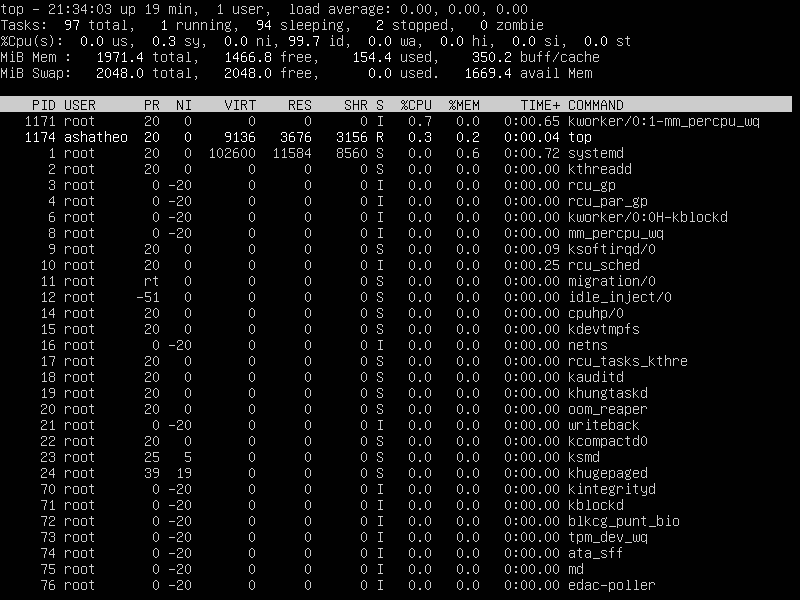 top - 21:34:03 up 19 min,  1 user,  load average: 0.00, 0.00, 0.00
Tasks:  97 total,   1 running,  94 sleeping,   2 stopped,   0 zombie
%Cpu(s):  0.0 us,  0.3 sy,  0.0 ni, 99.7 id,  0.0 wa,  0.0 hi,  0.0 si,  0.0 st
MiB Mem :   1971.4 total,   1466.8 free,    154.4 used,    350.2 buff/cache
MiB Swap:   2048.0 total,   2048.0 free,      0.0 used.   1669.4 avail Mem
PID USER      PR  NI    VIRT    RES    SHR S  %CPU  %MEM     TIME+ COMMAND
1171 root      20   0       0      0      0 I   0.7   0.0   0:00.65 kworker/0:1-mm_percpu_wq
1174 ashatheo  20   0    9136   3676   3156 R   0.3   0.2   0:00.04 top
1 root      20   0  102600  11584   8560 S   0.0   0.6   0:00.72 systemd
2 root      20   0       0      0      0 S   0.0   0.0   0:00.00 kthreadd
3 root       0 -20       0      0      0 I   0.0   0.0   0:00.00 rcu_gp
4 root       0 -20       0      0      0 I   0.0   0.0   0:00.00 rcu_par_gp
6 root       0 -20       0      0      0 I   0.0   0.0   0:00.00 kworker/0:0H-kblockd
8 root       0 -20       0      0      0 I   0.0   0.0   0:00.00 mm_percpu_wq
9 root      20   0       0      0      0 S   0.0   0.0   0:00.09 ksoftirqd/0
10 root      20   0       0      0      0 I   0.0   0.0   0:00.25 rcu_sched
11 root      rt   0       0      0      0 S   0.0   0.0   0:00.00 migration/0
12 root     -51   0       0      0      0 S   0.0   0.0   0:00.00 idle_inject/0
14 root      20   0       0      0      0 S   0.0   0.0   0:00.00 cpuhp/0
15 root      20   0       0      0      0 S   0.0   0.0   0:00.00 kdevtmpfs
16 root       0 -20       0      0      0 I   0.0   0.0   0:00.00 netns
17 root      20   0       0      0      0 S   0.0   0.0   0:00.00 rcu_tasks_kthre
18 root      20   0       0      0      0 S   0.0   0.0   0:00.00 kauditd
19 root      20   0       0      0      0 S   0.0   0.0   0:00.00 khungtaskd
20 root      20   0       0      0      0 S   0.0   0.0   0:00.00 oom_reaper
21 root       0 -20       0      0      0 I   0.0   0.0   0:00.00 writeback
22 root      20   0       0      0      0 S   0.0   0.0   0:00.00 kcompactd0
23 root      25   5       0      0      0 S   0.0   0.0   0:00.00 ksmd
24 root      39  19       0      0      0 S   0.0   0.0   0:00.00 khugepaged
70 root       0 -20       0      0      0 I   0.0   0.0   0:00.00 kintegrityd
71 root       0 -20       0      0      0 I   0.0   0.0   0:00.00 kblockd
72 root       0 -20       0      0      0 I   0.0   0.0   0:00.00 blkcg_punt_bio
73 root       0 -20       0      0      0 I   0.0   0.0   0:00.00 tpm_dev_wq
74 root       0 -20       0      0      0 I   0.0   0.0   0:00.00 ata_sff
75 root       0 -20       0      0      0 I   0.0   0.0   0:00.00 md
76 root       0 -20       0      0      0 I   0.0   0.0   0:00.00 edac-poller